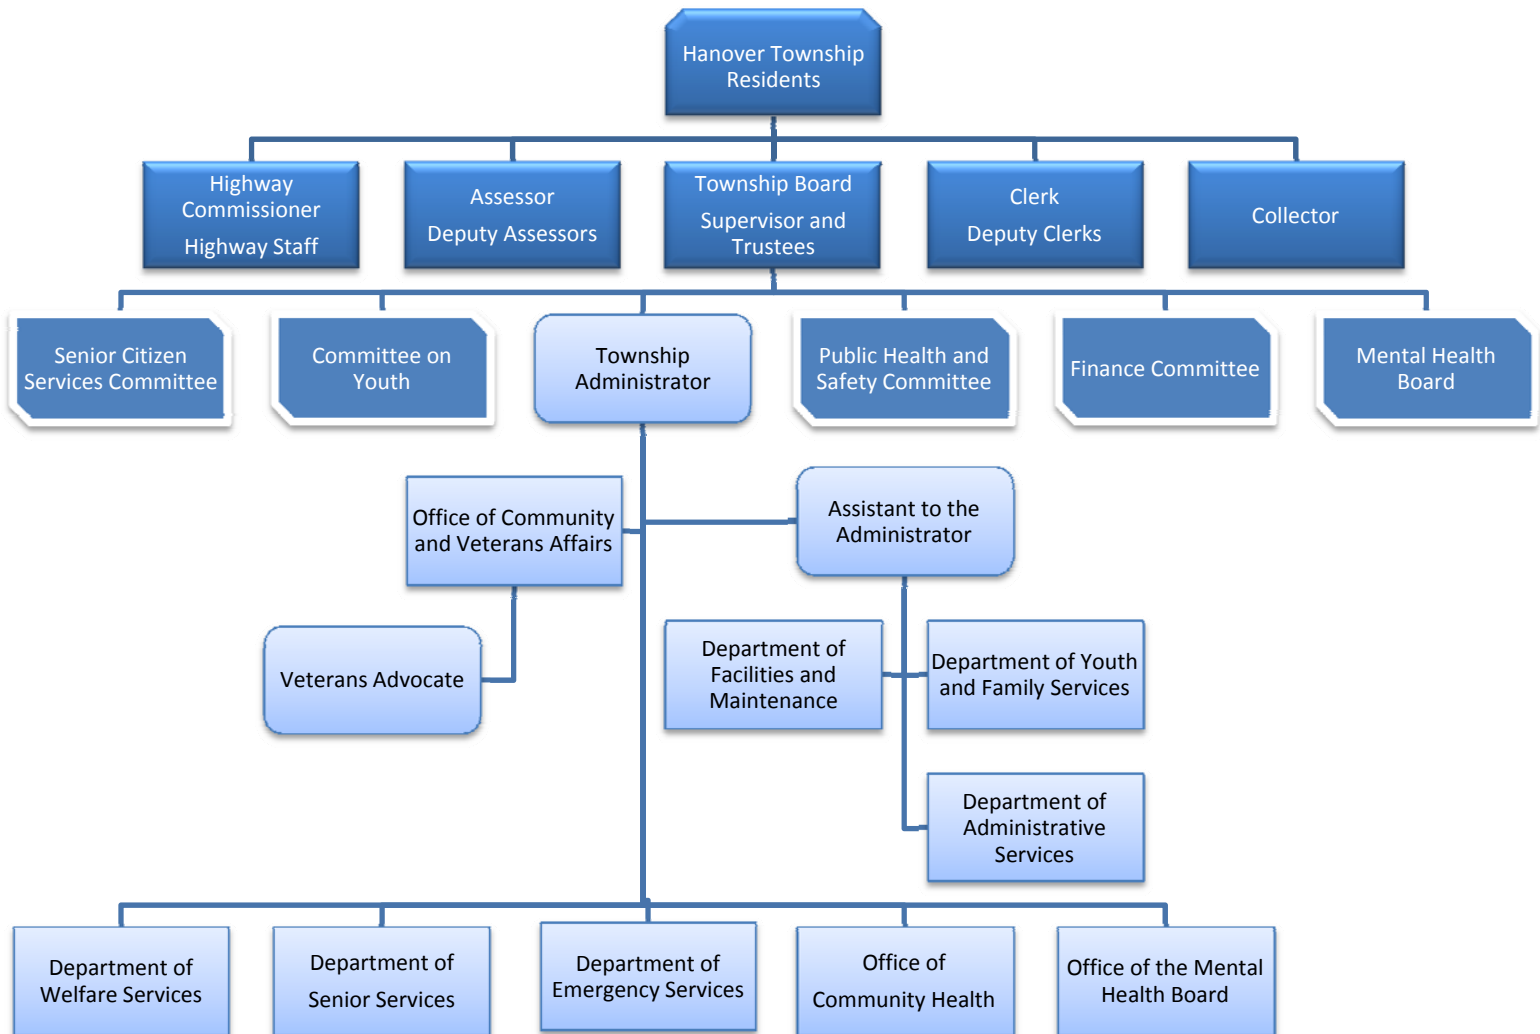 Hanover Township
Residents
Highway
Commissioner
Highway Staff
Assessor
Deputy Assessors
Township Board
Supervisor and
Trustees
Clerk
Deputy Clerks
Collector
Senior Citizen
Services Committee
Committee on
Youth
Township
Administrator
Public Health and
Safety Committee
Finance Committee
Mental Health
Board
Office of Community
and Veterans Affairs
Assistant to the
Administrator
Veterans Advocate
Department of
Facilities and
Maintenance
Department of Youth
and Family Services
Department of
Administrative
Services
Department of
Welfare Services
Department of
Senior Services
Department of
Emergency Services
Office of
Community Health
Office of the Mental
Health Board